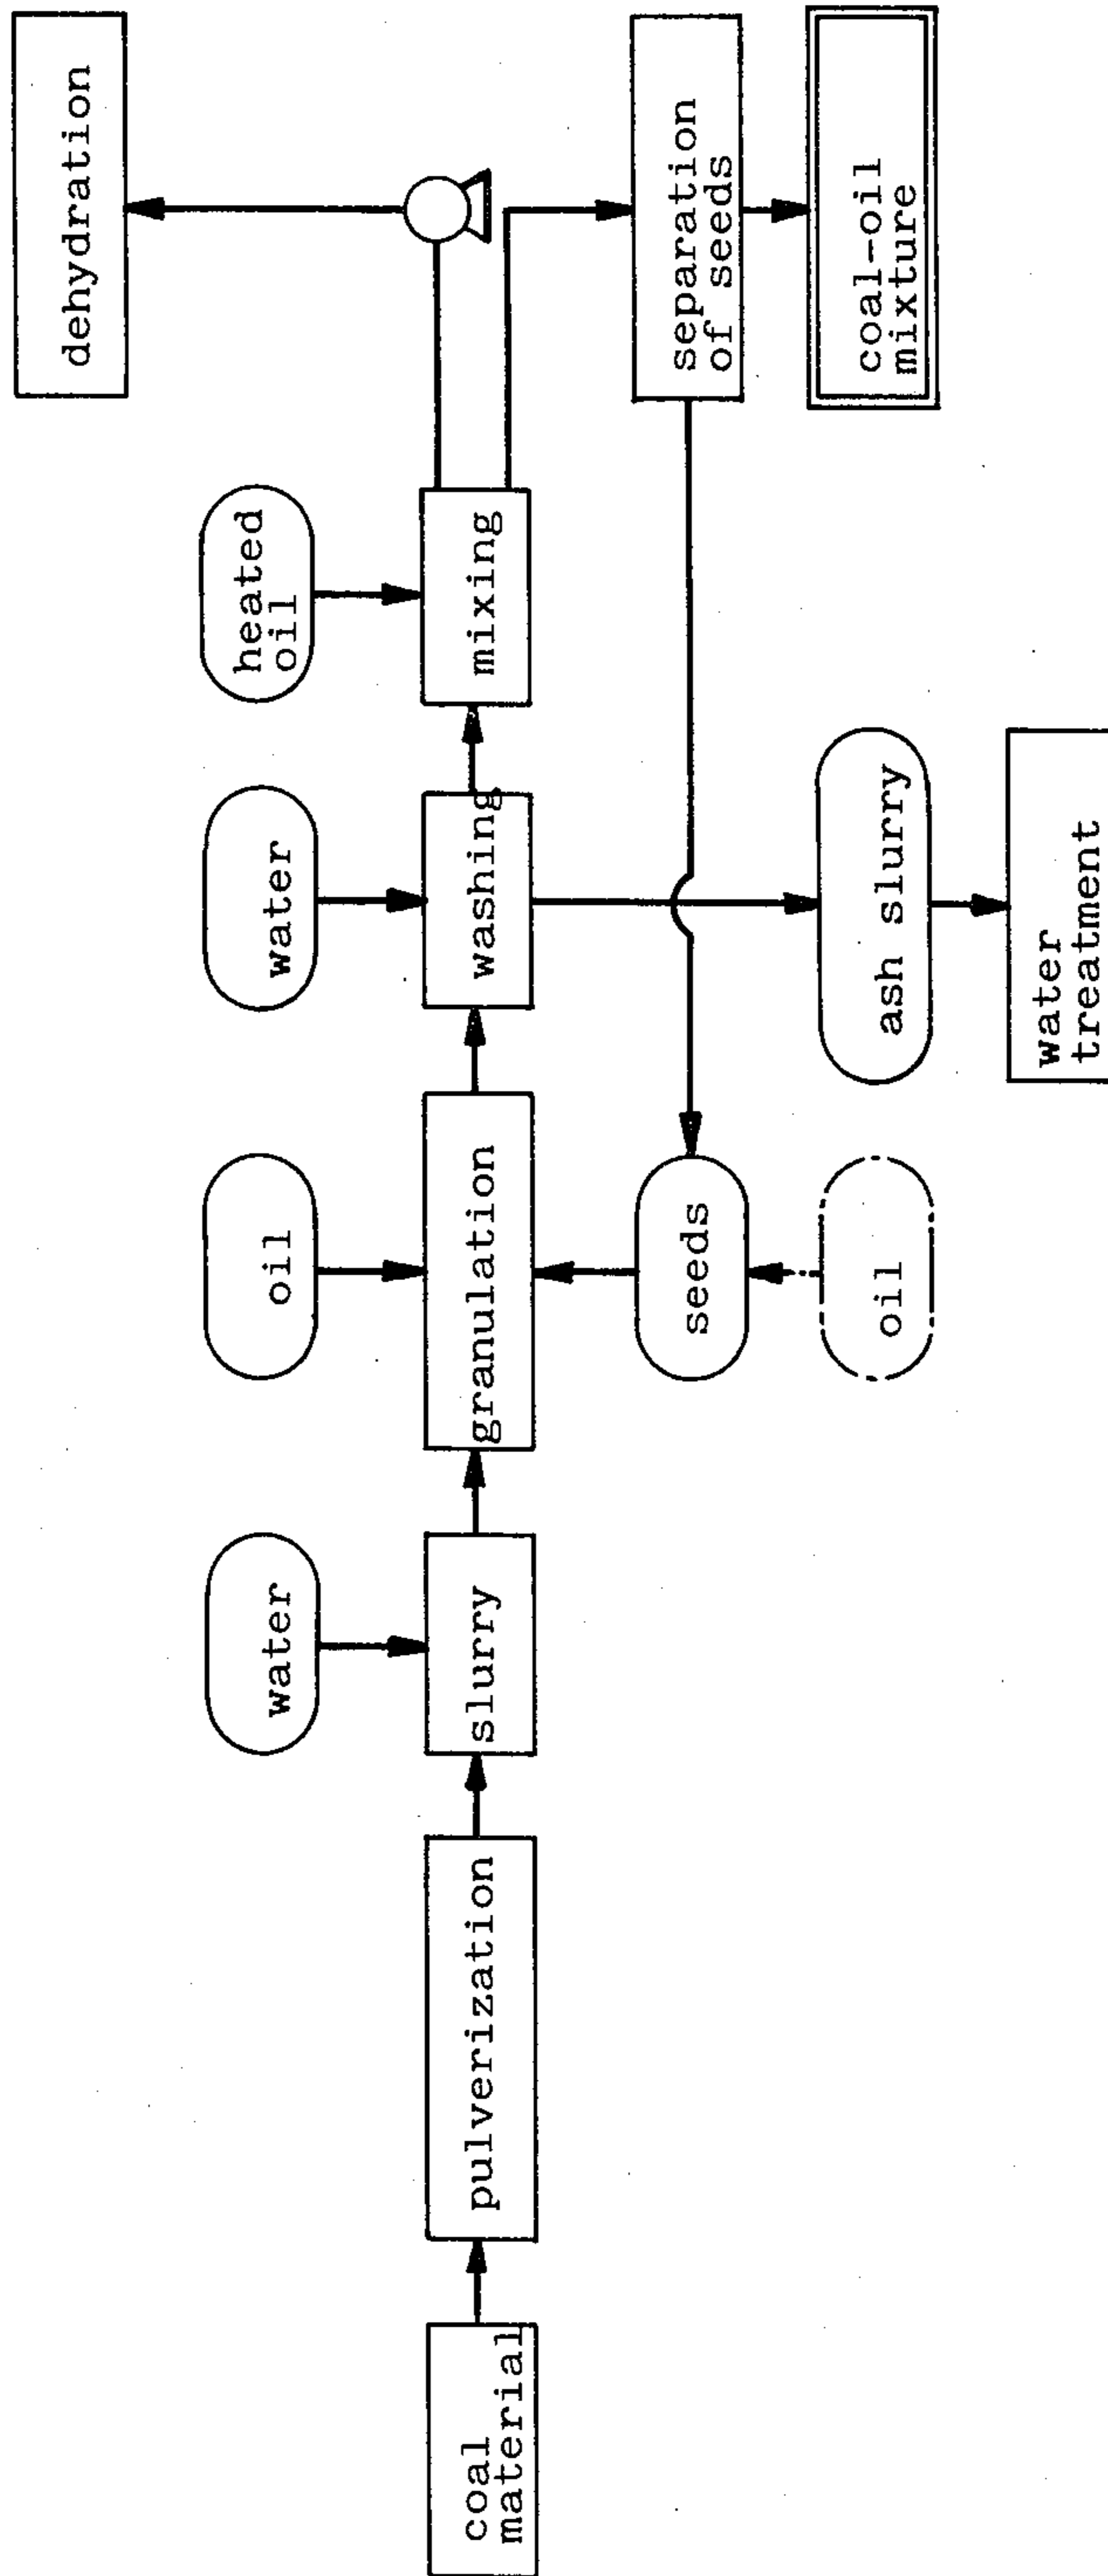 coal
material
pulverization
water
slurry
oil
granulation
seeds
oil
water
washing
ash slurry
water
treatment
heated
oil
mixing
dehydration
separation
of seeds
coal-oil
mixture